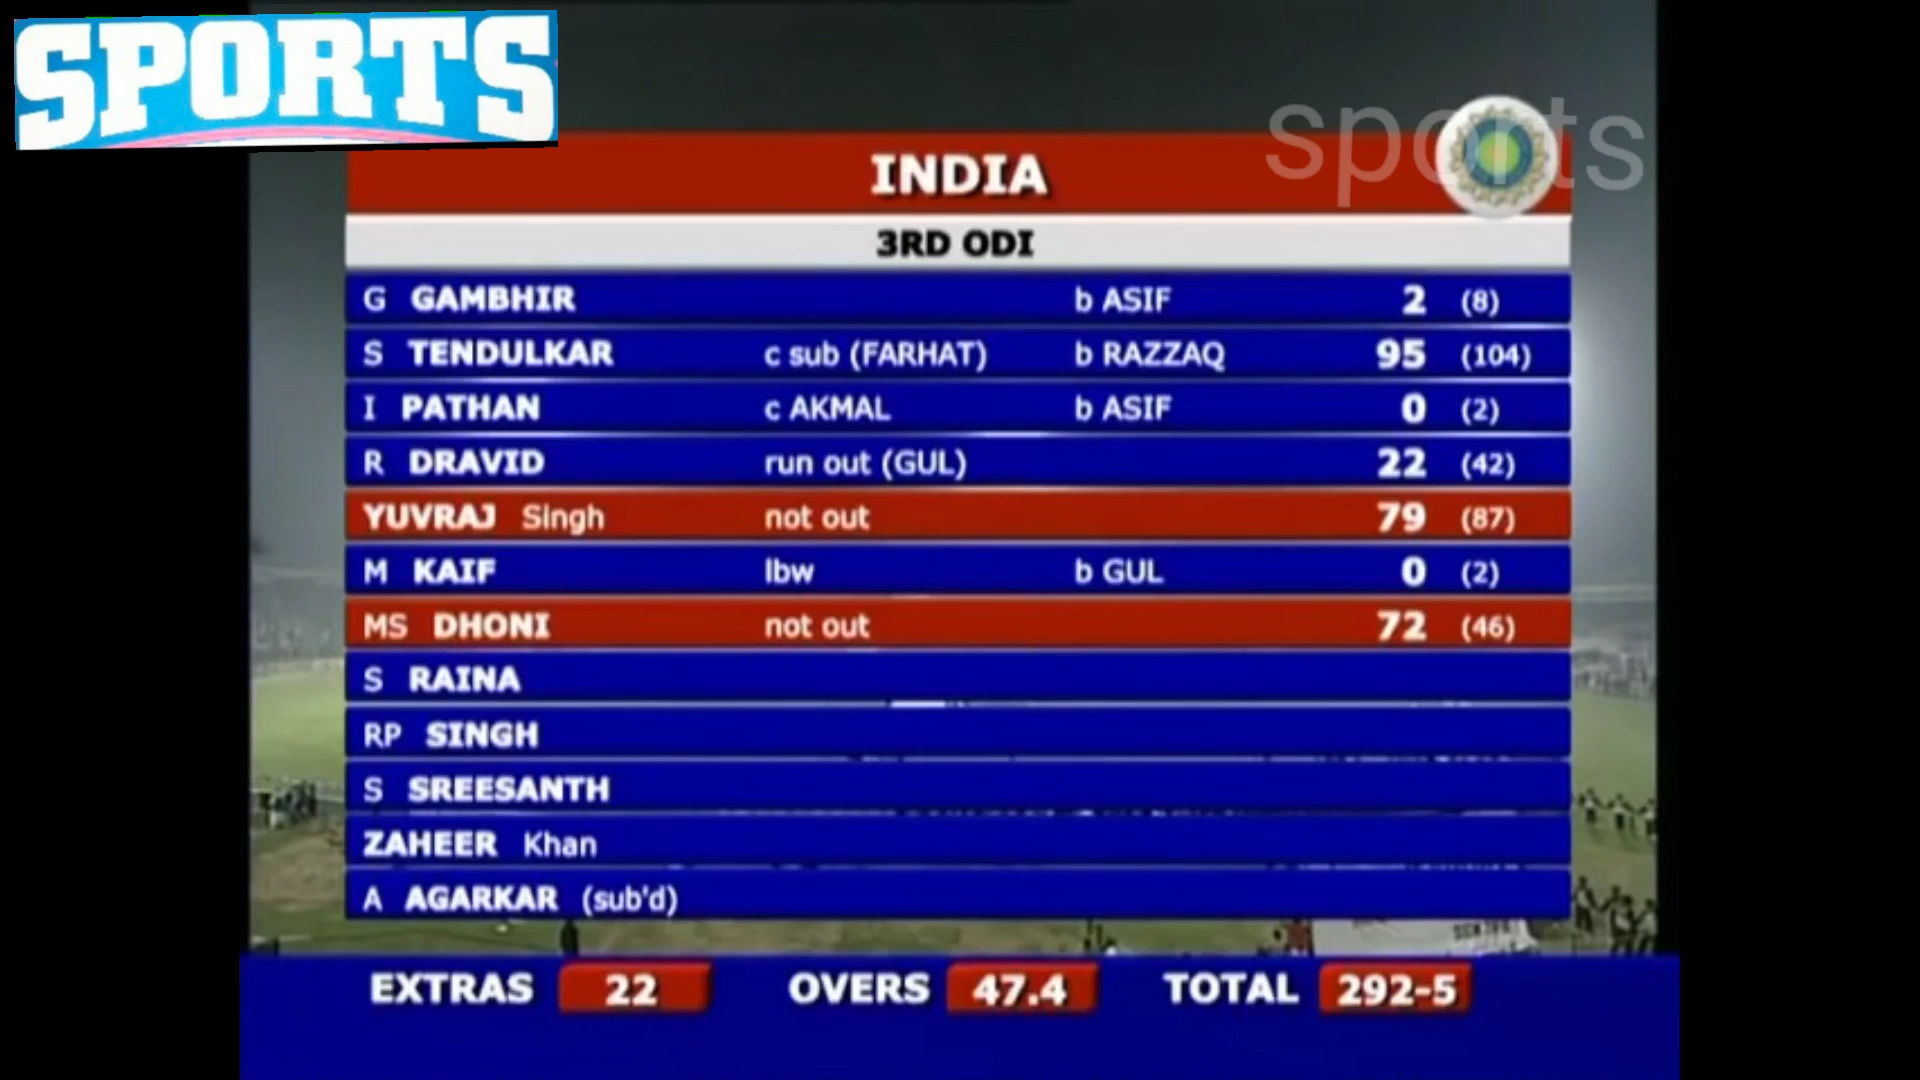 SPORTS
sports
INDIA
3RD ODI
G GAMBHIR b ASIF 2 (8)
S TENDULKAR c sub (FARHAT) b RAZZAQ 95 (104)
I PATHAN c AKMAL b ASIF 0 (2)
R DRAVID run out (GUL) 22 (42)
YUVRAJ Singh not out 79 (87)
M KAIF lbw b GUL 0 (2)
MS DHONI not out 72 (46)
S RAINA
RP SINGH
S SREESANTH
ZAHEER Khan
A AGARKAR (sub'd)
EXTRAS 22 OVERS 47.4 TOTAL 292-5